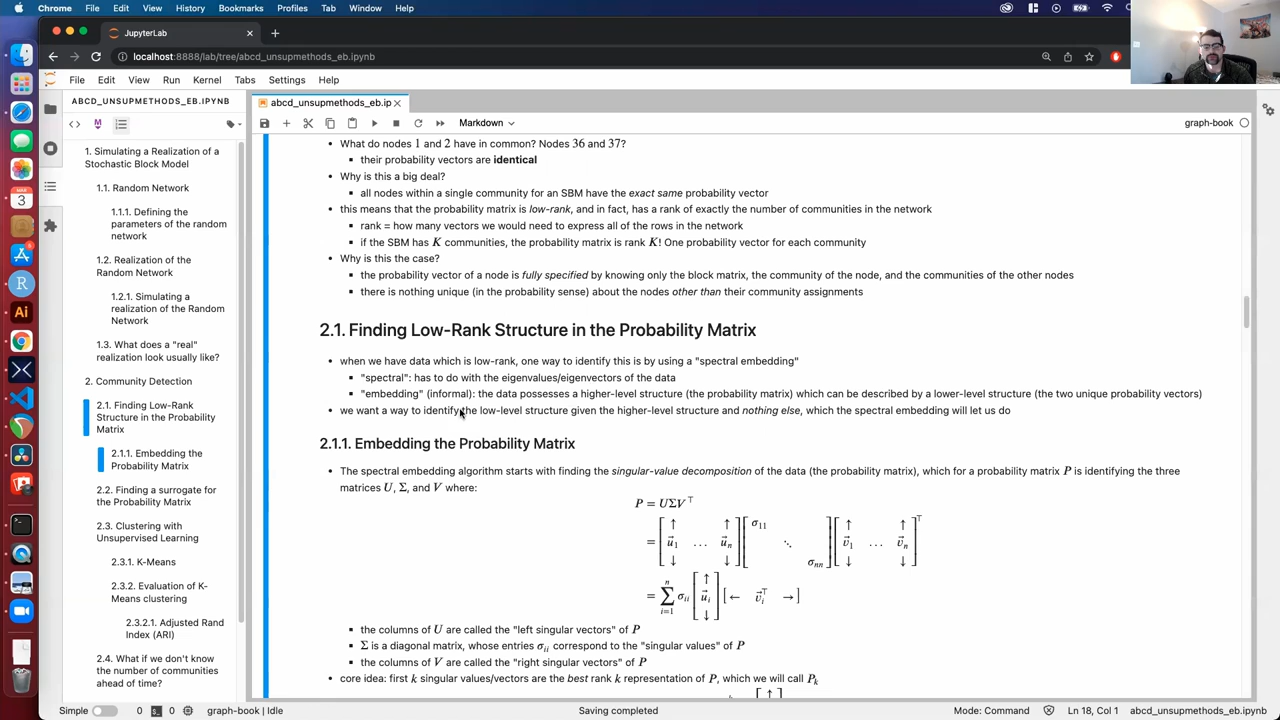 Chrome File Edit View History Bookmarks Profiles Tab Window Help
JupyterLab
localhost:8888/lab/tree/abcd_unsupmethods_eb.ipynb
File Edit View Run Kernel Tabs Settings Help
ABCD_UNSUPMETHODS_EB.IPYNB
abcd_unsupmethods_eb.ip
Markdown
graph-book
1. Simulating a Realization of a
Stochastic Block Model
1.1. Random Network
1.1.1. Defining the
parameters of the random
network
1.2. Realization of the
Random Network
1.2.1. Simulating a
realization of the Random
Network
1.3. What does a "real"
realization look usually like?
2. Community Detection
2.1. Finding Low-Rank
Structure in the Probability
Matrix
2.1.1. Embedding the
Probability Matrix
2.2. Finding a surrogate for
the Probability Matrix
2.3. Clustering with
Unsupervised Learning
2.3.1. K-Means
2.3.2. Evaluation of K-
Means clustering
2.3.2.1. Adjusted Rand
Index (ARI)
2.4. What if we don't know
the number of communities
ahead of time?
• What do nodes 1 and 2 have in common? Nodes 36 and 37?
▪ their probability vectors are identical
• Why is this a big deal?
▪ all nodes within a single community for an SBM have the exact same probability vector
• this means that the probability matrix is low-rank, and in fact, has a rank of exactly the number of communities in the network
▪ rank = how many vectors we would need to express all of the rows in the network
▪ if the SBM has K communities, the probability matrix is rank K! One probability vector for each community
• Why is this the case?
▪ the probability vector of a node is fully specified by knowing only the block matrix, the community of the node, and the communities of the other nodes
▪ there is nothing unique (in the probability sense) about the nodes other than their community assignments
2.1. Finding Low-Rank Structure in the Probability Matrix
• when we have data which is low-rank, one way to identify this is by using a "spectral embedding"
▪ "spectral": has to do with the eigenvalues/eigenvectors of the data
▪ "embedding" (informal): the data possesses a higher-level structure (the probability matrix) which can be described by a lower-level structure (the two unique probability vectors)
• we want a way to identify the low-level structure given the higher-level structure and nothing else, which the spectral embedding will let us do
2.1.1. Embedding the Probability Matrix
• The spectral embedding algorithm starts with finding the singular-value decomposition of the data (the probability matrix), which for a probability matrix P is identifying the three
matrices U, Σ, and V where:
P = UΣV⊤
= [↑ ↑ u⃗1 ... u⃗n ↓ ↓] [σ11 ⋱ σnn] [↑ ↑ v⃗1 ... v⃗n ↓ ↓]⊤
= ∑ni=1 σii [↑ u⃗i ↓] [← v⃗i⊤ →]
▪ the columns of U are called the "left singular vectors" of P
▪ Σ is a diagonal matrix, whose entries σii correspond to the "singular values" of P
▪ the columns of V are called the "right singular vectors" of P
• core idea: first k singular values/vectors are the best rank k representation of P, which we will call Pk
Simple 0 0 graph-book | Idle Saving completed Mode: Command Ln 18, Col 1 abcd_unsupmethods_eb.ipynb